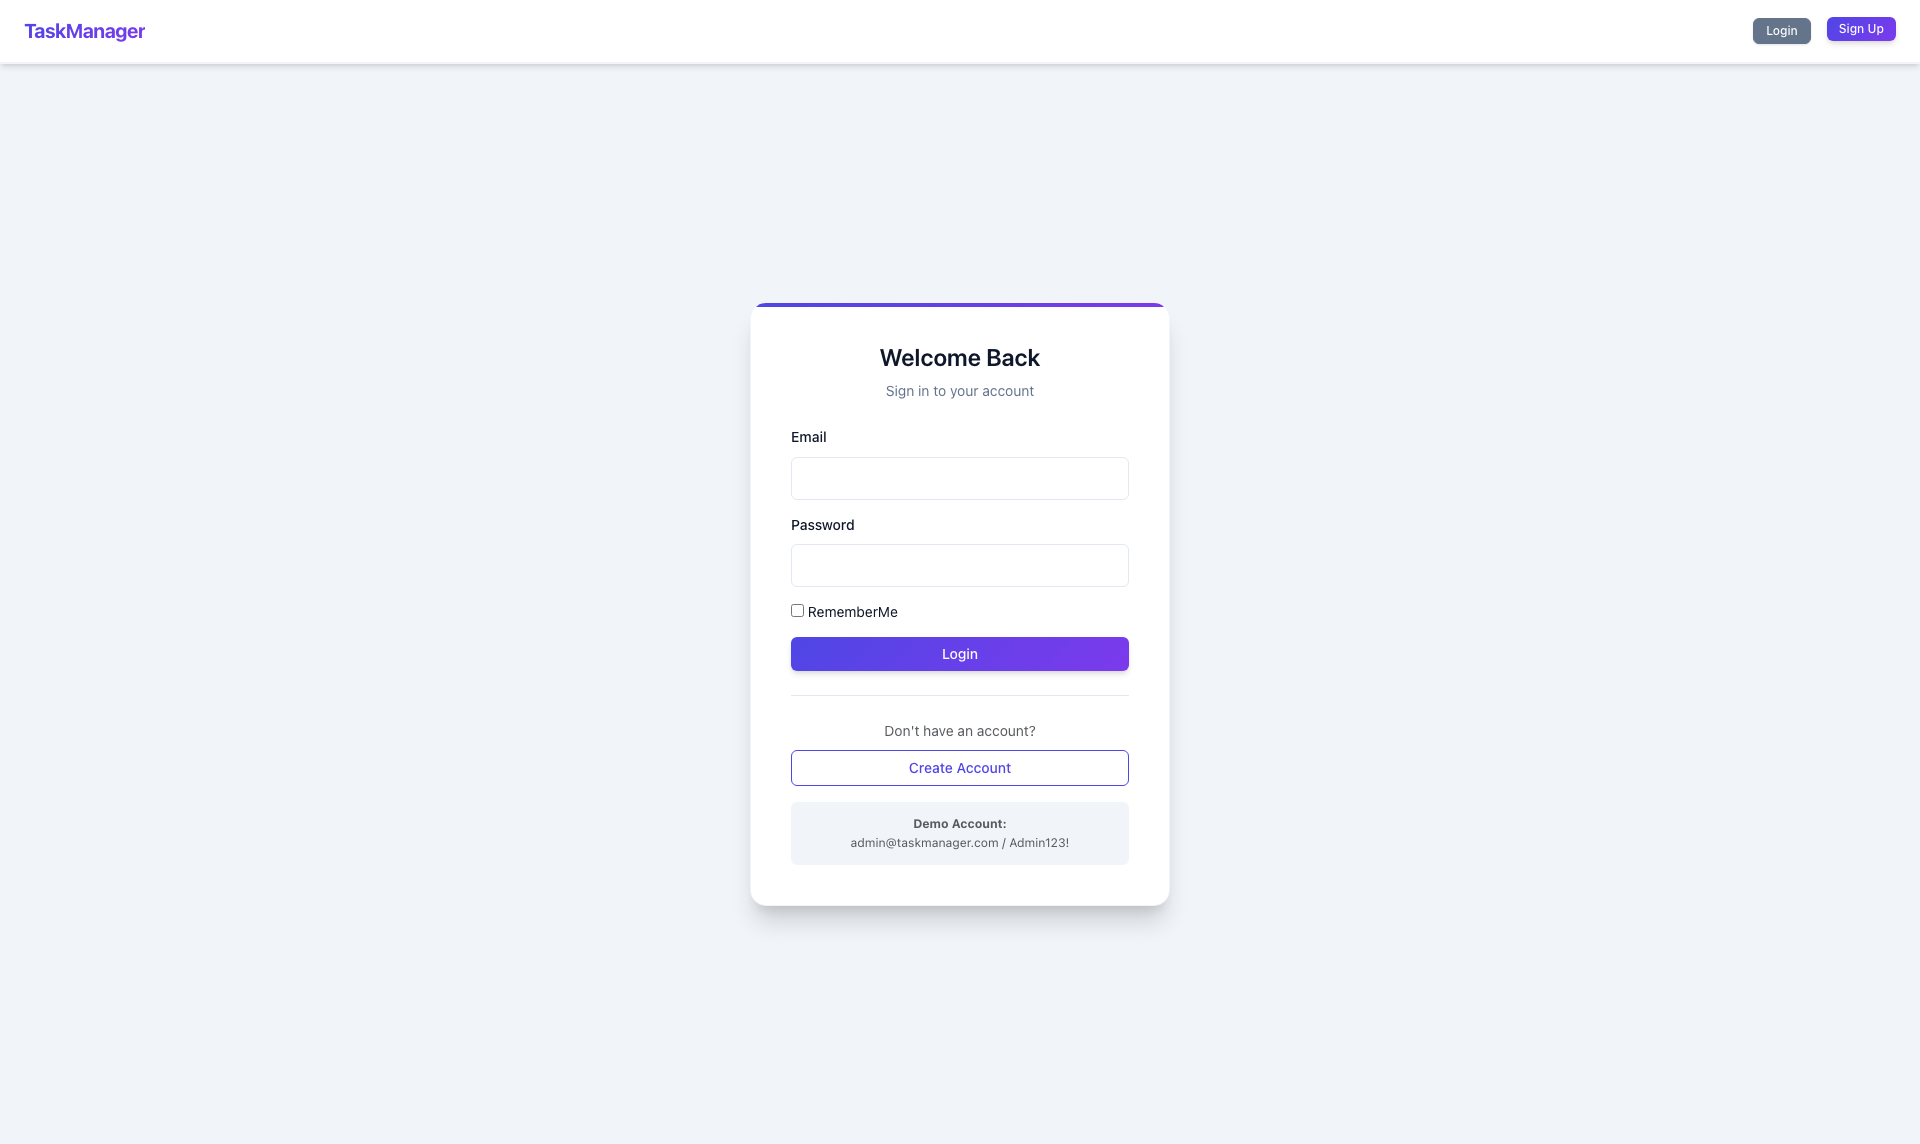 TaskManager
Login
Sign Up
Welcome Back
Sign in to your account
Email
Password
RememberMe
Login
Don't have an account?
Create Account
Demo Account:
admin@taskmanager.com / Admin123!